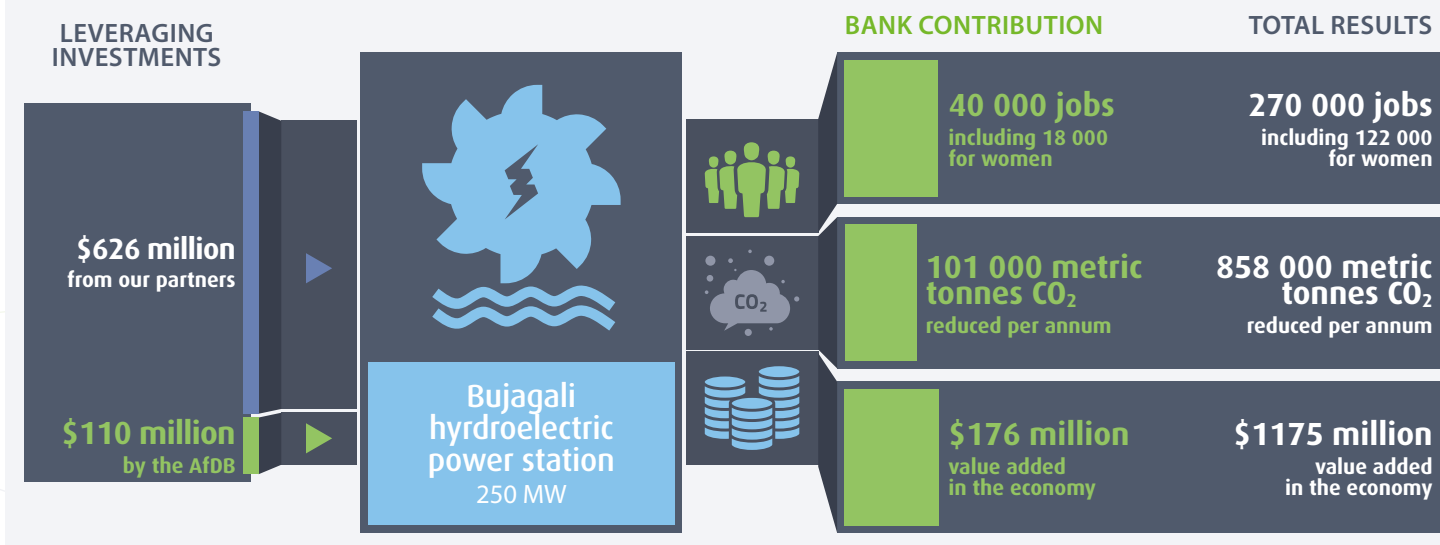 LEVERAGING
INVESTMENTS
$626 million
from our partners
$110 million
by the AfDB
Bujagali
hyrdroelectric
power station
250 MW
CO₂
BANK CONTRIBUTION
TOTAL RESULTS
40 000 jobs
including 18 000
for women
270 000 jobs
including 122 000
for women
101 000 metric
tonnes CO₂
reduced per annum
858 000 metric
tonnes CO₂
reduced per annum
$176 million
value added
in the economy
$1175 million
value added
in the economy